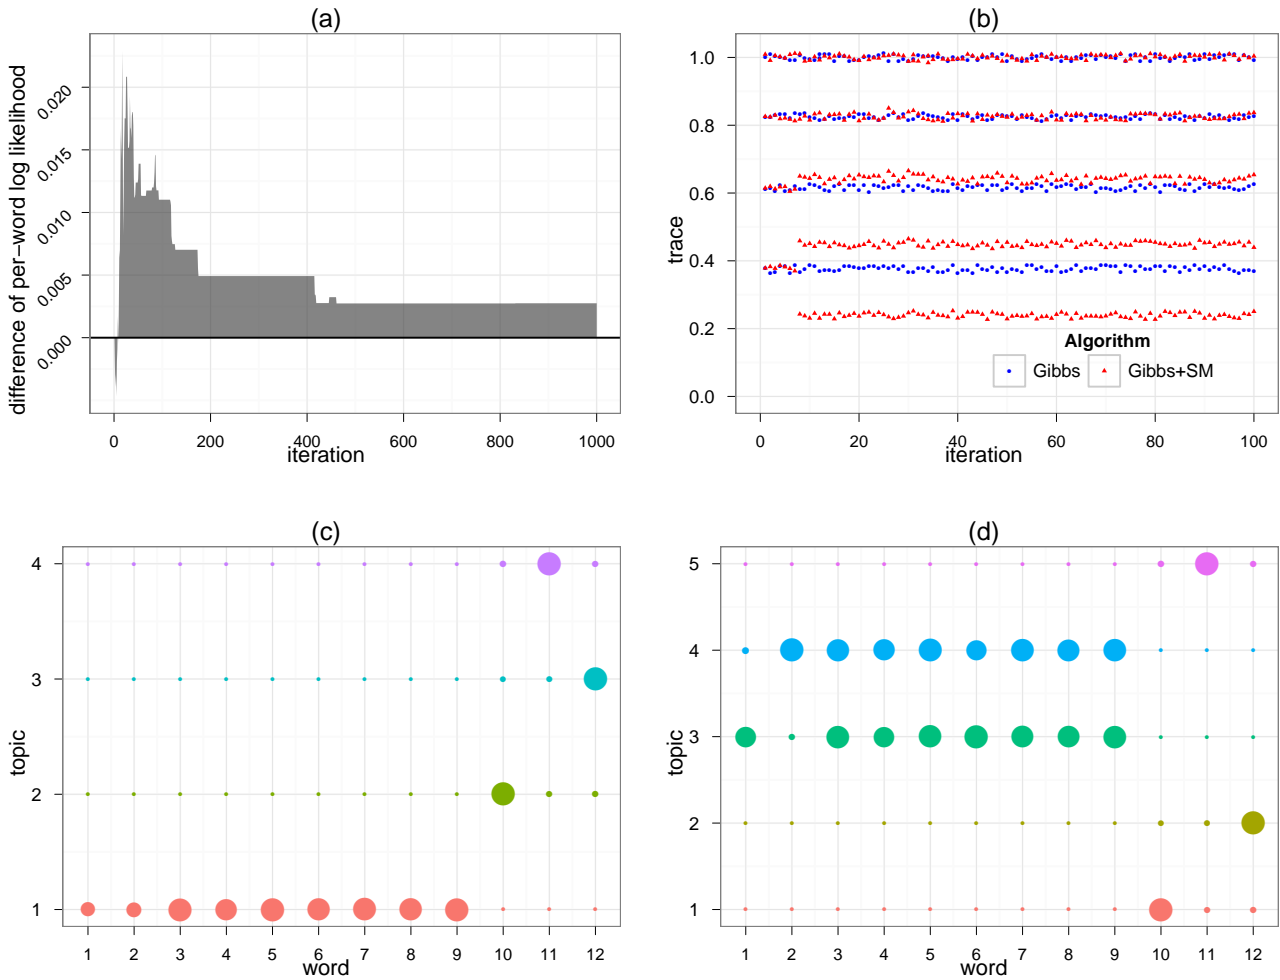 (a)
difference of per−word log likelihood
0.020
0.015
0.010
0.005
0.000
0 200 400 600 800 1000
iteration
(b)
trace
1.0
0.8
0.6
0.4
0.2
0.0
Algorithm
Gibbs Gibbs+SM
0 20 40 60 80 100
iteration
(c)
topic
4
3
2
1
1 2 3 4 5 6 7 8 9 10 11 12
word
(d)
topic
5
4
3
2
1
1 2 3 4 5 6 7 8 9 10 11 12
word